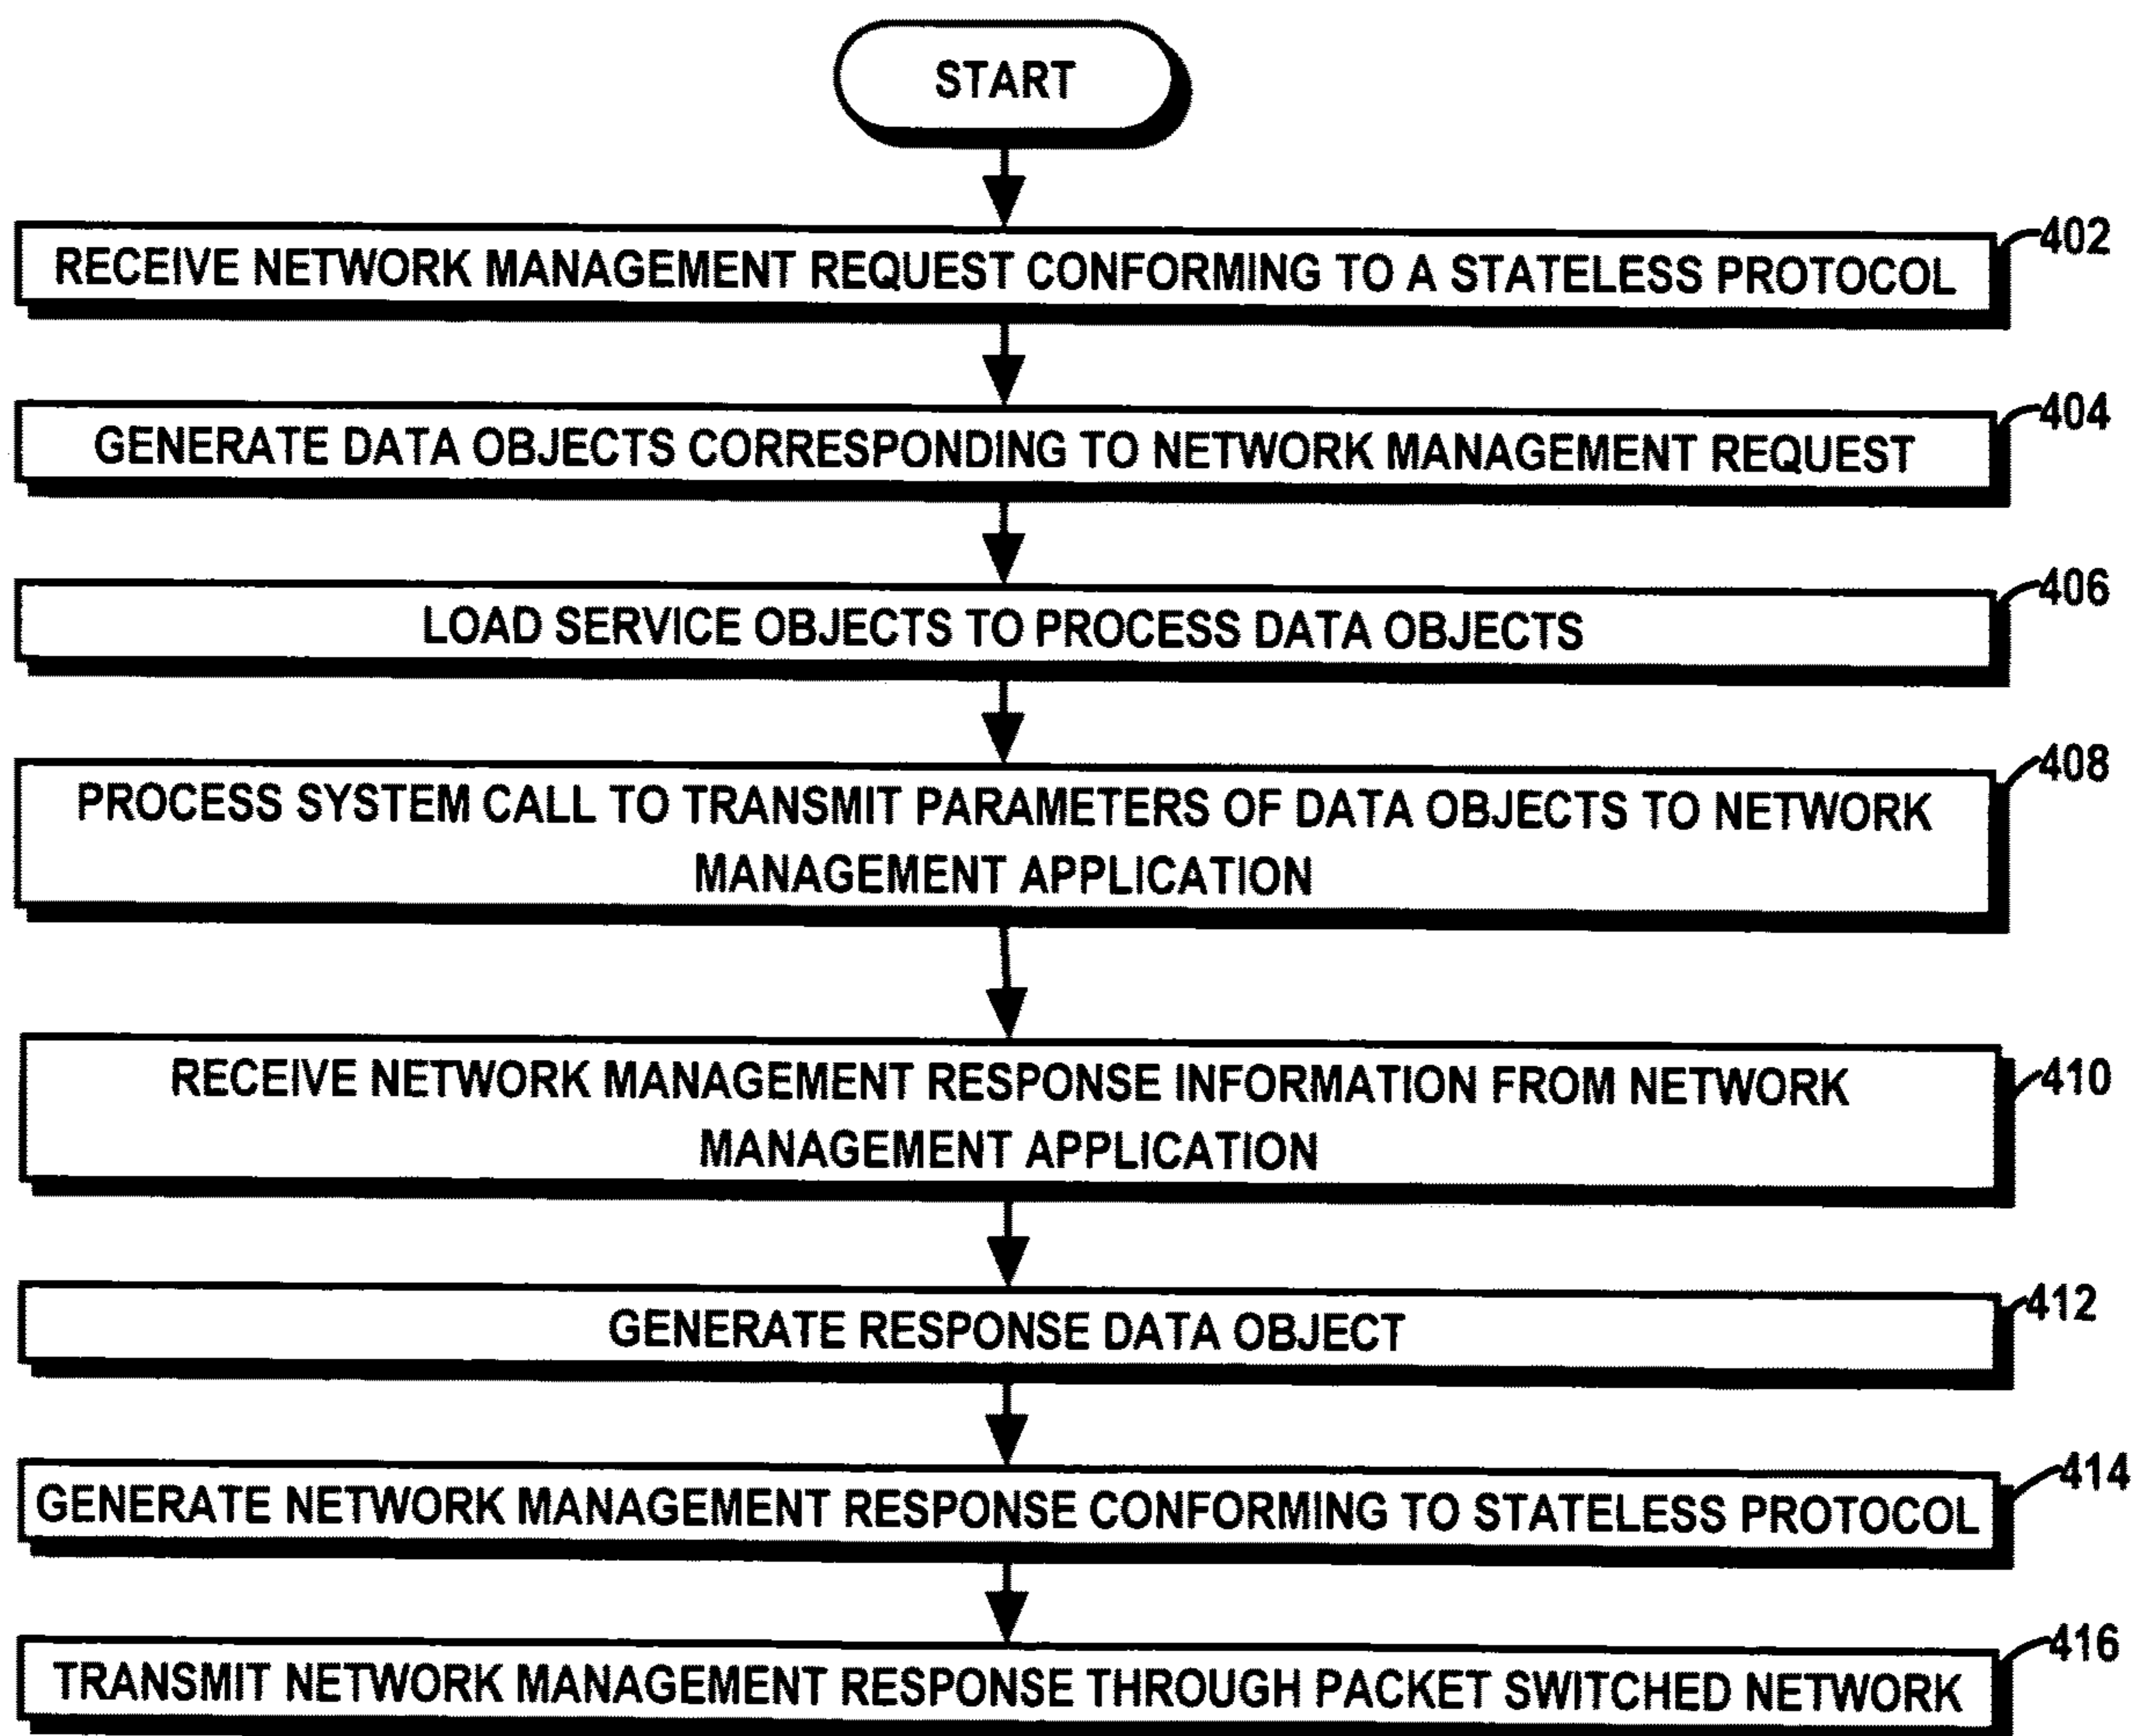 START
RECEIVE NETWORK MANAGEMENT REQUEST CONFORMING TO A STATELESS PROTOCOL
402
GENERATE DATA OBJECTS CORRESPONDING TO NETWORK MANAGEMENT REQUEST
404
LOAD SERVICE OBJECTS TO PROCESS DATA OBJECTS
406
PROCESS SYSTEM CALL TO TRANSMIT PARAMETERS OF DATA OBJECTS TO NETWORK
MANAGEMENT APPLICATION
408
RECEIVE NETWORK MANAGEMENT RESPONSE INFORMATION FROM NETWORK
MANAGEMENT APPLICATION
410
GENERATE RESPONSE DATA OBJECT
412
GENERATE NETWORK MANAGEMENT RESPONSE CONFORMING TO STATELESS PROTOCOL
414
TRANSMIT NETWORK MANAGEMENT RESPONSE THROUGH PACKET SWITCHED NETWORK
416